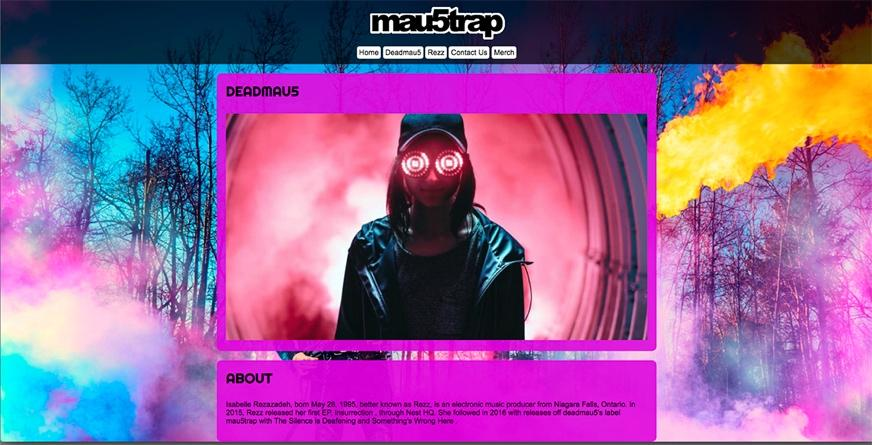 mau5trap
Home Deadmau5 Rezz Contact Us Merch
DEADMAU5
ABOUT
Isabelle Rezazadeh, born May 28, 1995, better known as Rezz, is an electronic music producer from Niagara Falls, Ontario. In
2015, Rezz released her first EP, Insurrection , through Nest HQ. She followed in 2016 with releases off deadmau5's label
mau5trap with The Silence is Deafening and Something's Wrong Here .